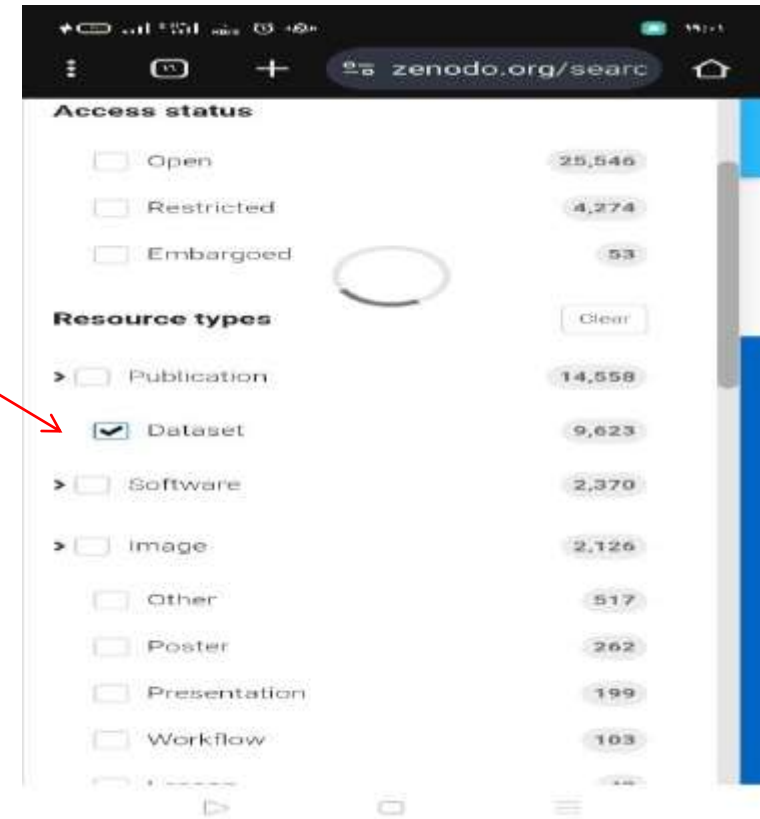 zenodo.org/searc
Access status
Open 25,546
Restricted 4,274
Embargoed 53
Resource types Clear
Publication 14,558
Dataset 9,623
Software 2,370
Image 2,126
Other 517
Poster 262
Presentation 199
Workflow 103